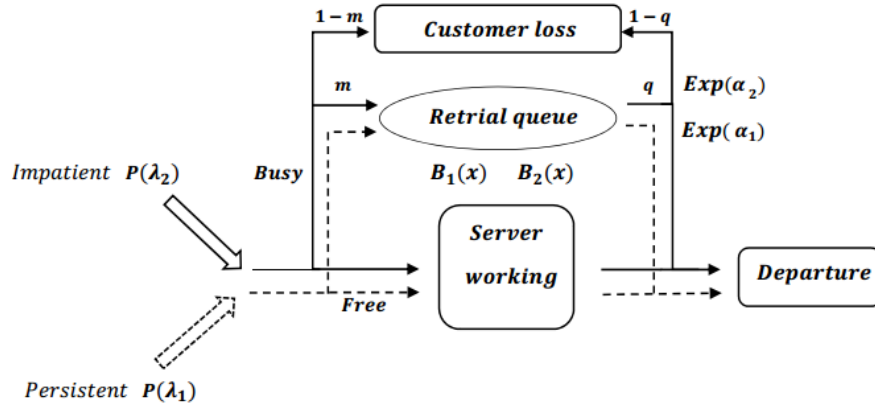 1 − m
Customer loss
1 − q
m
Retrial queue
q
Exp(α₂)
Exp(α₁)
Impatient P(λ₂)
Busy
B₁(x) B₂(x)
Server
working
Free
Departure
Persistent P(λ₁)